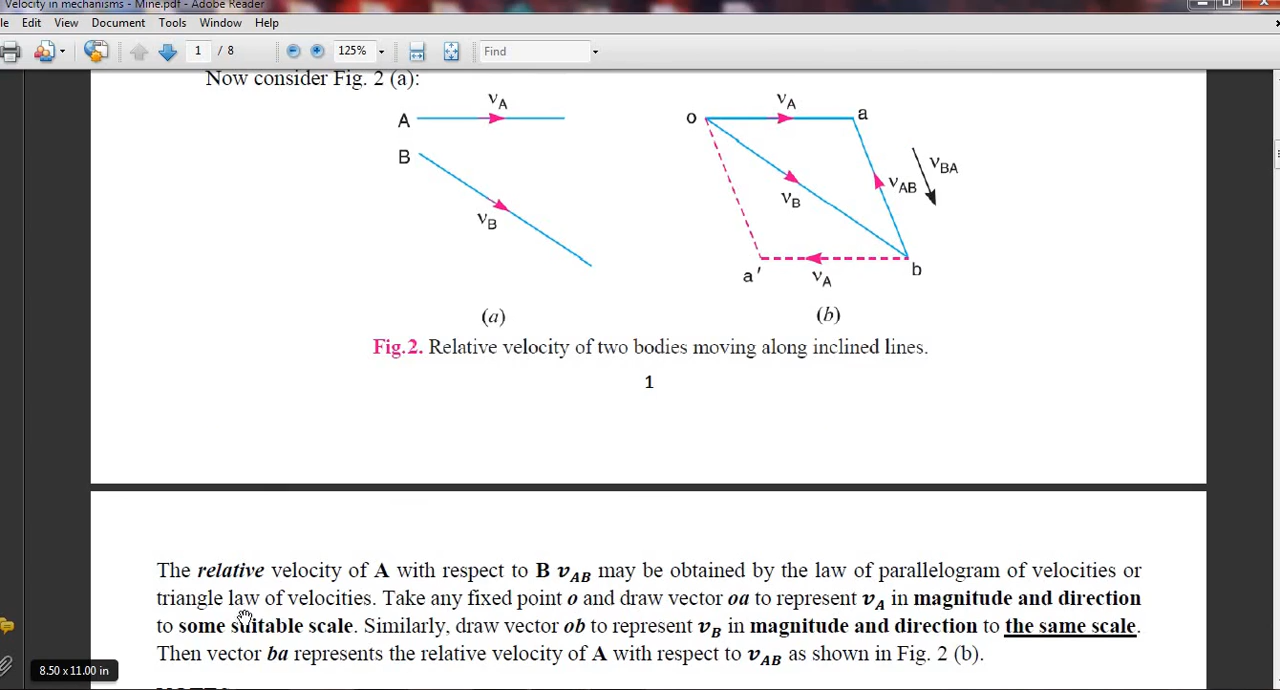 Velocity in mechanisms - Mine.pdf - Adobe Reader
Edit View Document Tools Window Help
1 / 8 125% Find
Now consider Fig. 2 (a):
A vA
B vB
(a)
o vA a
vB vAB vBA
a' vA b
(b)
Fig.2. Relative velocity of two bodies moving along inclined lines.
1
The relative velocity of A with respect to B vAB may be obtained by the law of parallelogram of velocities or
triangle law of velocities. Take any fixed point o and draw vector oa to represent vA in magnitude and direction
to some suitable scale. Similarly, draw vector ob to represent vB in magnitude and direction to the same scale.
Then vector ba represents the relative velocity of A with respect to vAB as shown in Fig. 2 (b).
8.50 x 11.00 in